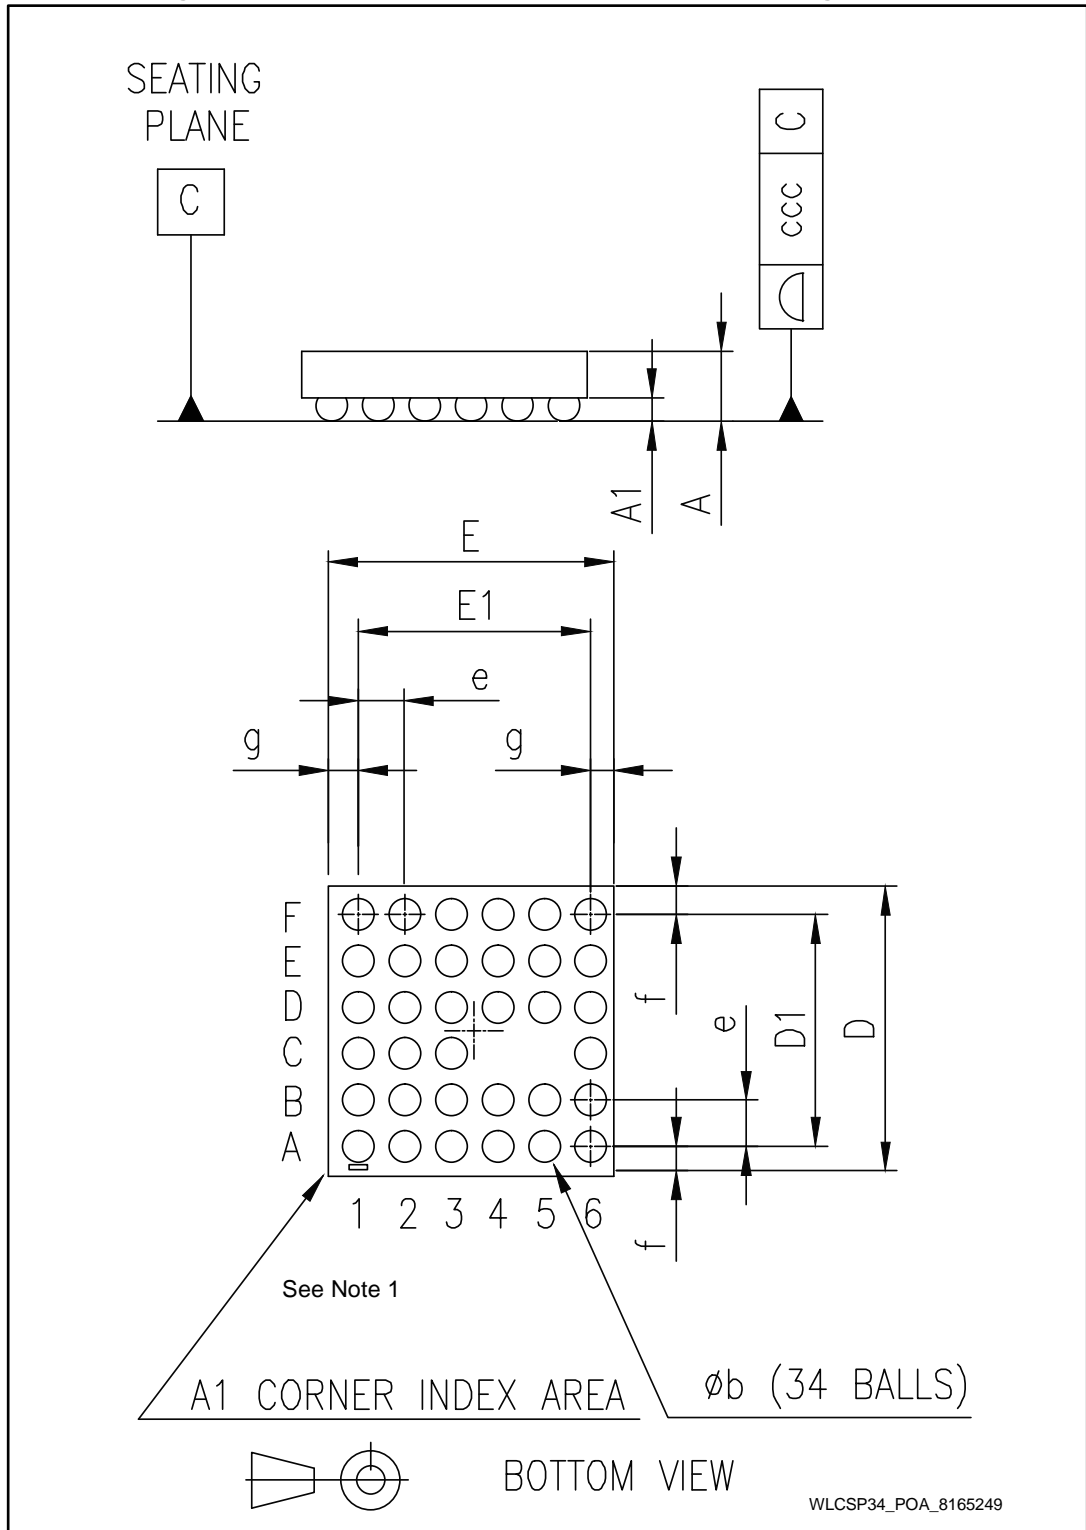 SEATING
PLANE
C
C
ccc
A1
A
E
E1
e
g
g
F
E
D
C
B
A
f
e
D1
D
f
1 2 3 4 5 6
See Note 1
A1 CORNER INDEX AREA
øb (34 BALLS)
BOTTOM VIEW
WLCSP34_POA_8165249